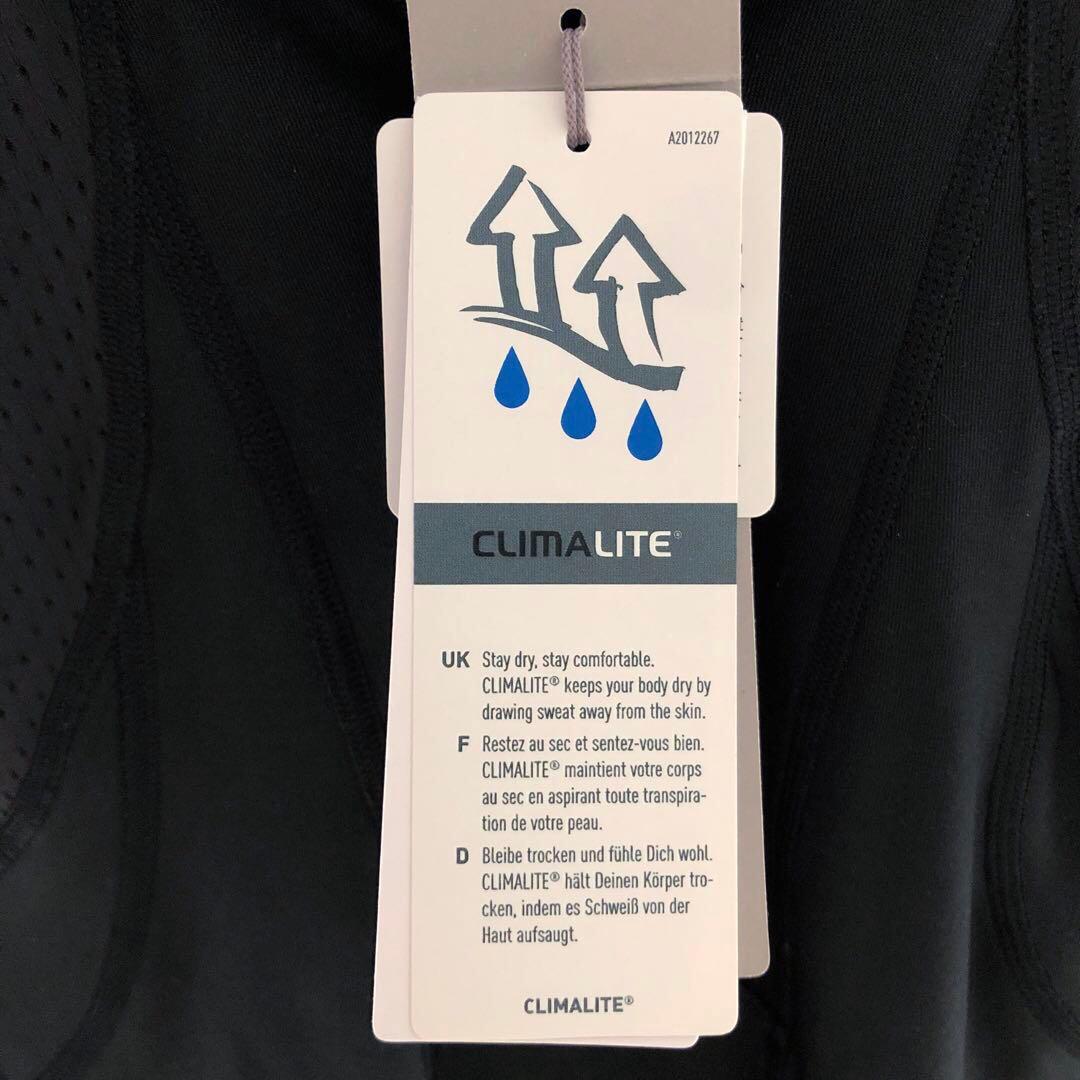 A2012267
CLIMALITE®
UK Stay dry, stay comfortable.
CLIMALITE® keeps your body dry by
drawing sweat away from the skin.
F Restez au sec et sentez-vous bien.
CLIMALITE® maintient votre corps
au sec en aspirant toute transpira-
tion de votre peau.
D Bleibe trocken und fühle Dich wohl.
CLIMALITE® hält Deinen Körper tro-
cken, indem es Schweiß von der
Haut aufsaugt.
CLIMALITE®